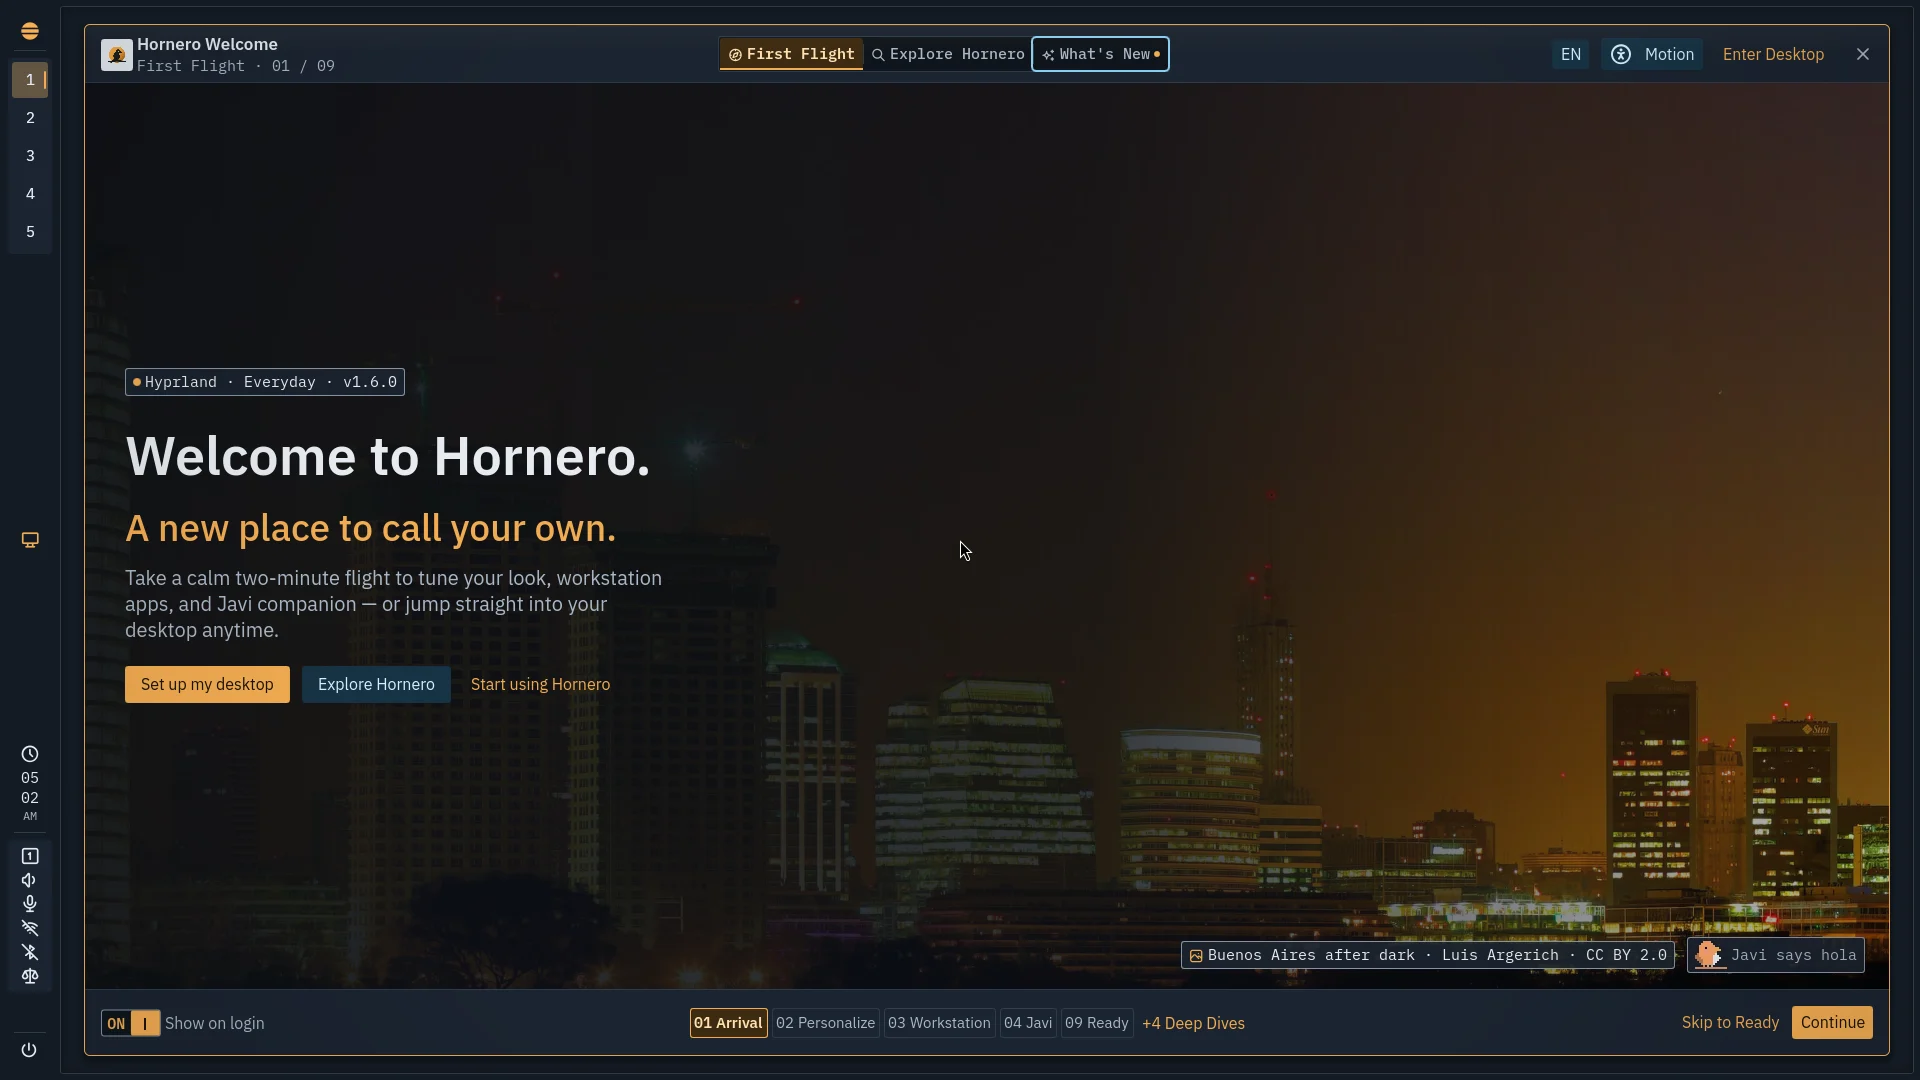 Hornero Welcome
First Flight · 01 / 09
First Flight
Explore Hornero
What's New
EN
Motion
Enter Desktop
1
2
3
4
5
Hyprland · Everyday · v1.6.0
Welcome to Hornero.
A new place to call your own.
Take a calm two-minute flight to tune your look, workstation
apps, and Javi companion — or jump straight into your
desktop anytime.
Set up my desktop
Explore Hornero
Start using Hornero
05
02
AM
1
Buenos Aires after dark · Luis Argerich · CC BY 2.0
Javi says hola
ON
Show on login
01 Arrival
02 Personalize
03 Workstation
04 Javi
09 Ready
+4 Deep Dives
Skip to Ready
Continue